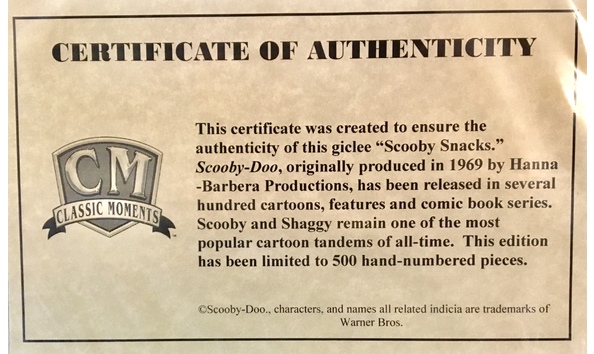 CERTIFICATE OF AUTHENTICITY
CM
CLASSIC MOMENTS
This certificate was created to ensure the
authenticity of this giclee “Scooby Snacks.”
Scooby-Doo, originally produced in 1969 by Hanna
-Barbera Productions, has been released in several
hundred cartoons, features and comic book series.
Scooby and Shaggy remain one of the most
popular cartoon tandems of all-time.  This edition
has been limited to 500 hand-numbered pieces.
©Scooby-Doo., characters, and names all related indicia are trademarks of
Warner Bros.